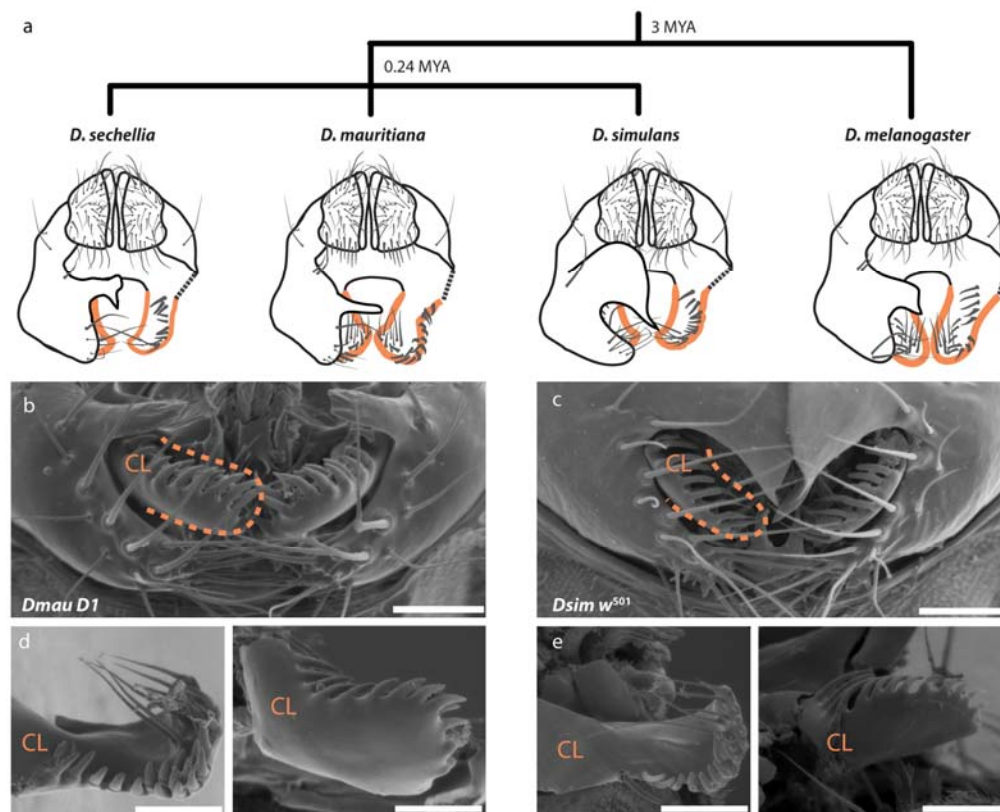 a
3 MYA
0.24 MYA
D. sechellia
D. mauritiana
D. simulans
D. melanogaster
b
CL
Dmau D1
c
CL
Dsim w⁵⁰¹
d
CL
CL
e
CL
CL